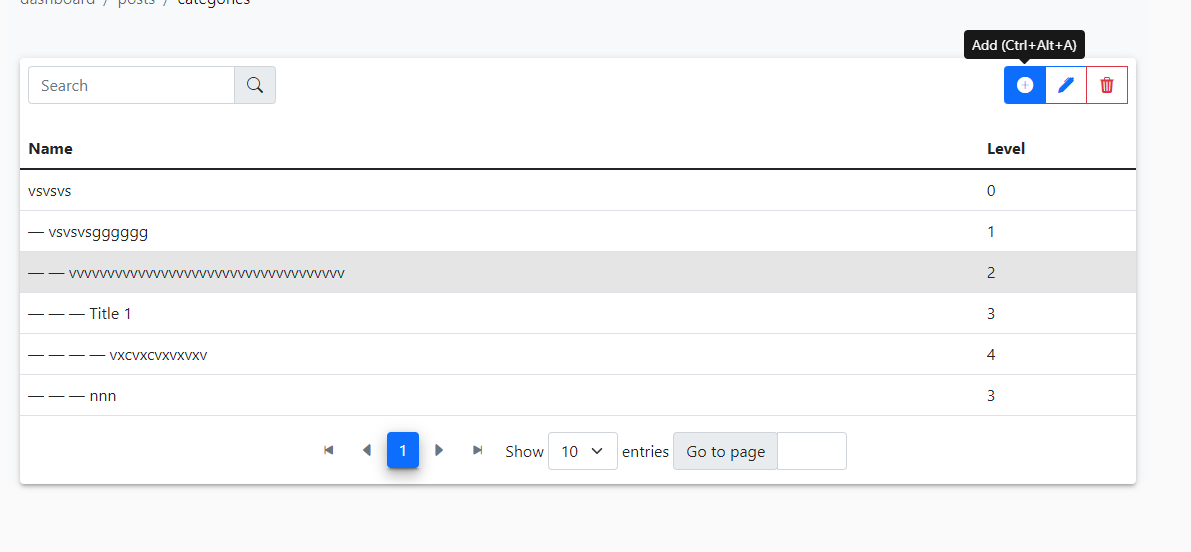 dashboard / posts / categories
Add (Ctrl+Alt+A)
Search
Name Level
vsvsvs 0
— vsvsvsgggggg 1
— — vvvvvvvvvvvvvvvvvvvvvvvvvvvvvvvvvvvv 2
— — — Title 1 3
— — — — vxcvxcvxvxvxv 4
— — — nnn 3
1 Show 10 entries Go to page